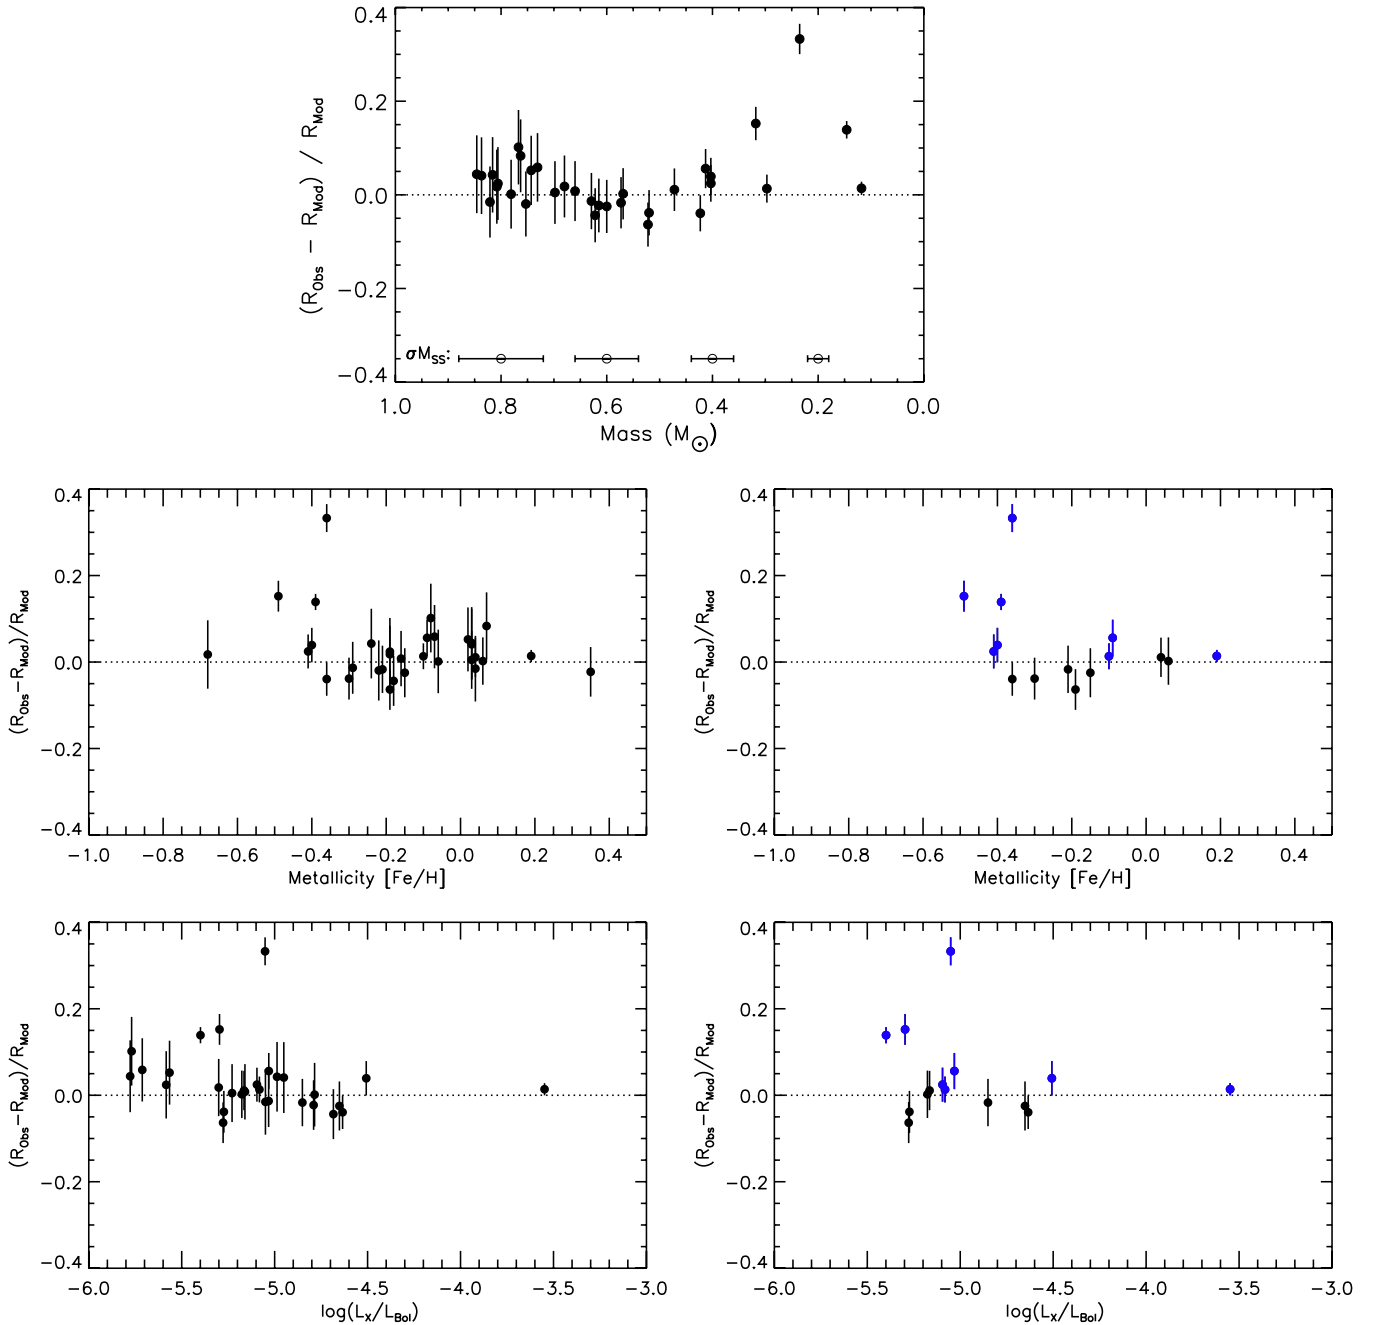 0.4
0.2
0.0
−0.2
−0.4
(R_Obs − R_Mod) / R_Mod
σM_SS:
1.0 0.8 0.6 0.4 0.2 0.0
Mass (M_⊙)
0.4
0.2
0.0
−0.2
−0.4
(R_Obs−R_Mod)/R_Mod
−1.0 −0.8 −0.6 −0.4 −0.2 0.0 0.2 0.4
Metallicity [Fe/H]
0.4
0.2
0.0
−0.2
−0.4
(R_Obs−R_Mod)/R_Mod
−1.0 −0.8 −0.6 −0.4 −0.2 0.0 0.2 0.4
Metallicity [Fe/H]
0.4
0.2
0.0
−0.2
−0.4
(R_Obs−R_Mod)/R_Mod
−6.0 −5.5 −5.0 −4.5 −4.0 −3.5 −3.0
log(L_X/L_Bol)
0.4
0.2
0.0
−0.2
−0.4
(R_Obs−R_Mod)/R_Mod
−6.0 −5.5 −5.0 −4.5 −4.0 −3.5 −3.0
log(L_X/L_Bol)